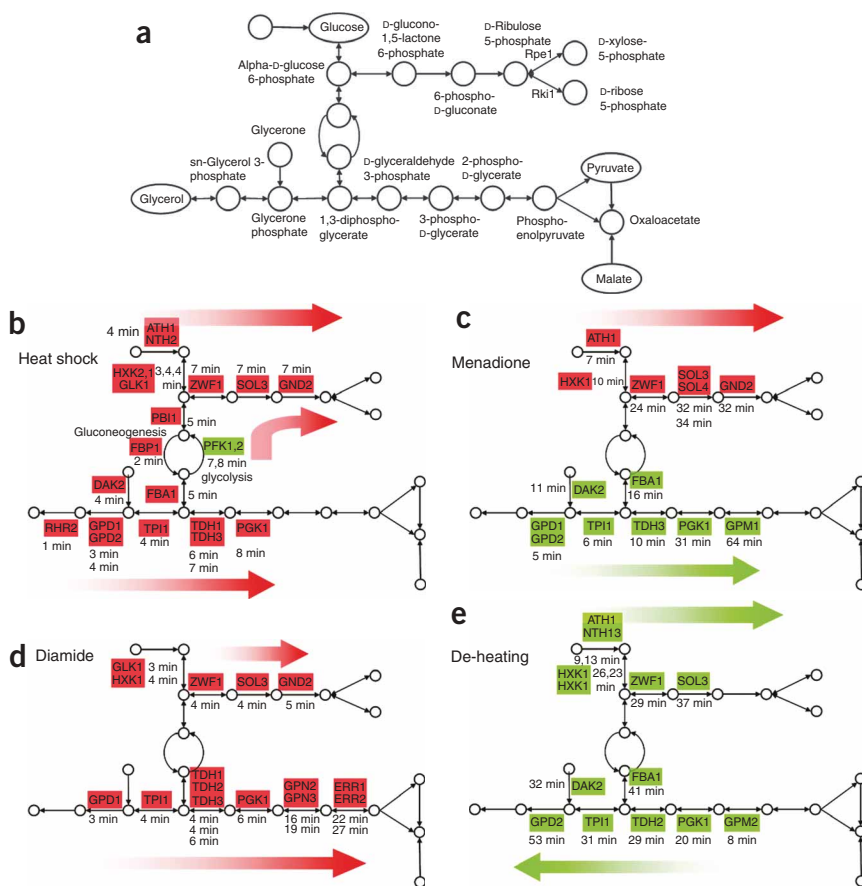 a
Glucose
D-glucono-
1,5-lactone
6-phosphate
D-Ribulose
5-phosphate
Rpe1
D-xylose-
5-phosphate
Alpha-D-glucose
6-phosphate
6-phospho-
D-gluconate
Rki1
D-ribose
5-phosphate
Glycerone
sn-Glycerol 3-
phosphate
D-glyceraldehyde
3-phosphate
2-phospho-
D-glycerate
Pyruvate
Glycerol
Glycerone
phosphate
1,3-diphospho-
glycerate
3-phospho-
D-glycerate
Phospho-
enolpyruvate
Oxaloacetate
Malate
b
Heat shock
4 min
ATH1
NTH2
HXK2,1
GLK1
3,4,4
min
7 min
ZWF1
7 min
SOL3
7 min
GND2
PBI1
5 min
Gluconeogenesis
FBP1
2 min
PFK1,2
7,8 min
glycolysis
DAK2
4 min
FBA1
5 min
RHR2
1 min
GPD1
GPD2
3 min
4 min
TPI1
4 min
TDH1
TDH3
6 min
7 min
PGK1
8 min
c
Menadione
ATH1
7 min
HXK1
10 min
ZWF1
24 min
SOL3
SOL4
32 min
34 min
GND2
32 min
11 min
DAK2
FBA1
16 min
GPD1
GPD2
5 min
TPI1
6 min
TDH3
10 min
PGK1
31 min
GPM1
64 min
d
Diamide
GLK1
HXK1
3 min
4 min
ZWF1
4 min
SOL3
4 min
GND2
5 min
GPD1
3 min
TPI1
4 min
TDH1
TDH2
TDH3
4 min
4 min
6 min
PGK1
6 min
GPN2
GPN3
16 min
19 min
ERR1
ERR2
22 min
27 min
e
De-heating
ATH1
NTH13
9,13 min
HXK1
HXK1
26,23
min
ZWF1
29 min
SOL3
37 min
32 min
DAK2
FBA1
41 min
GPD2
53 min
TPI1
31 min
TDH2
29 min
PGK1
20 min
GPM2
8 min